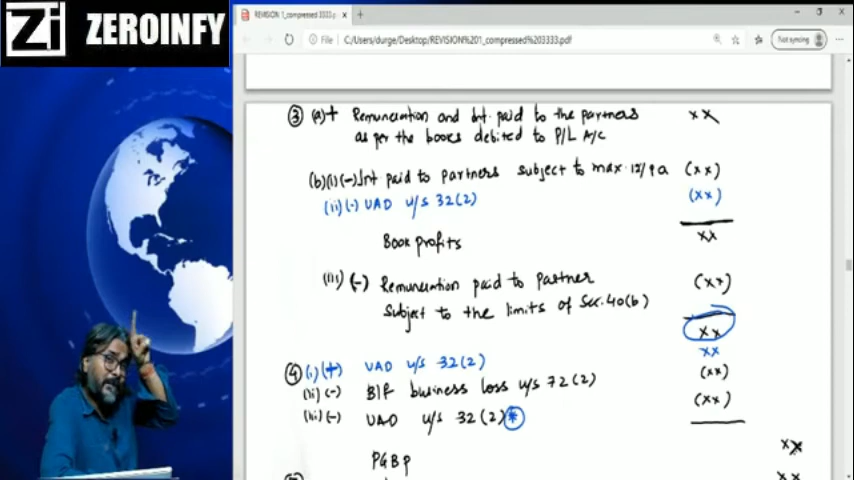 Zi ZEROINFY
REVISION 1_compressed 3333.p
File C:/Users/durge/Desktop/REVISION%201_compressed%203333.pdf
Not syncing
③ (a)+ Remuneration and Int. paid to the partners xx
as per the books debited to P/L A/c
(b)(i)(-) Int paid to partners subject to max. 12% p.a (xx)
(ii) (-) UAD u/s 32(2) (xx)
Book profits xx
(iii) (-) Remuneration paid to Partner (xx)
Subject to the limits of Sec. 40(b)
xx
④ (i) (+) UAD u/s 32(2) xx
(ii) (-) B/F business loss u/s 72(2) (xx)
(iii) (-) UAD u/s 32(2) * (xx)
PGBP xx
xx